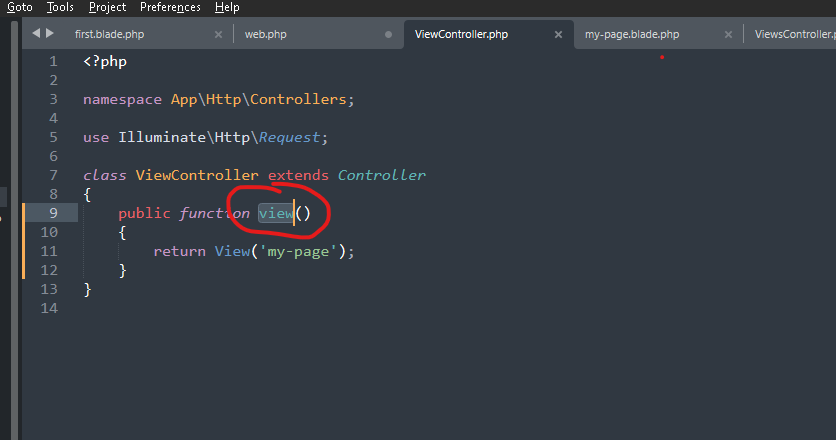 Goto Tools Project Preferences Help
first.blade.php web.php ViewController.php my-page.blade.php ViewsController.p
1 <?php
2
3 namespace App\Http\Controllers;
4
5 use Illuminate\Http\Request;
6
7 class ViewController extends Controller
8 {
9 public function view()
10 {
11 return View('my-page');
12 }
13 }
14